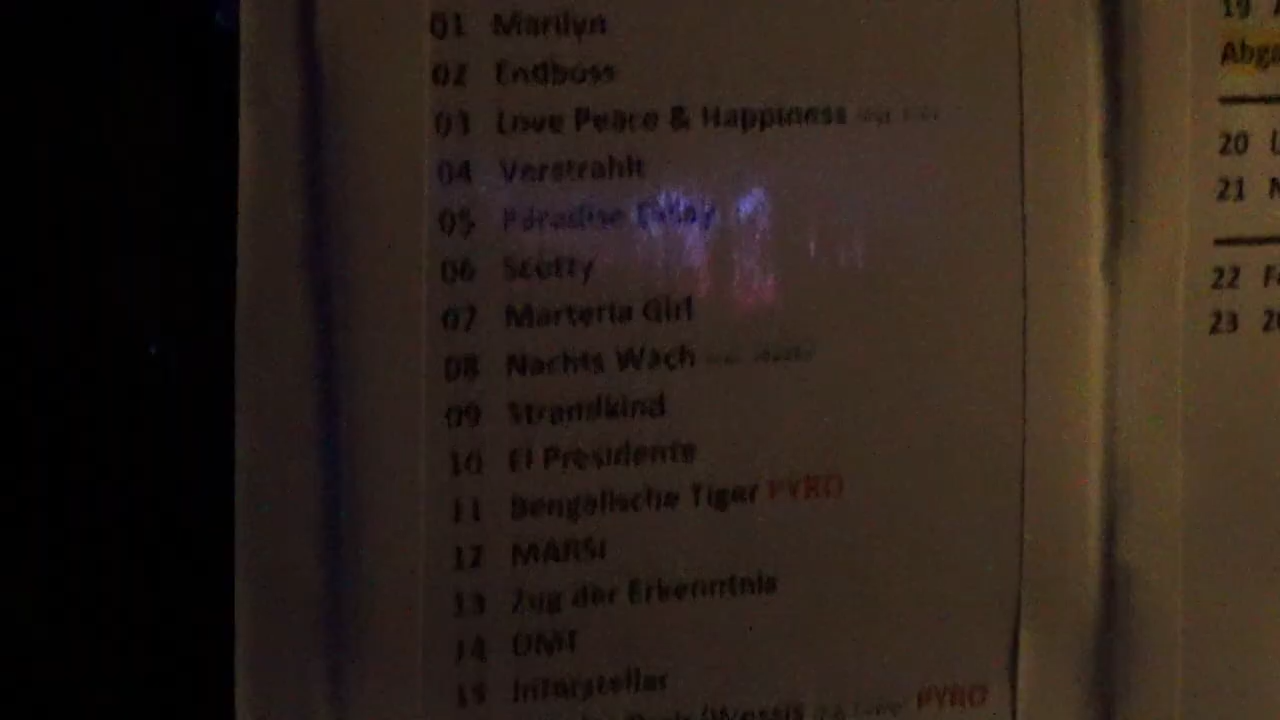 01 Marilyn
02 Endboss
03 Love Peace & Happiness
04 Verstrahlt
05 Paradise Delay
06 Scotty
07 Marteria Girl
08 Nachts Wach
09 Strandkind
10 El Presidente
11 Bengalische Tiger PYRO
12 MARSI
13 Zug der Erkenntnis
14 OMG
15 Interstellar
PYRO
19
20
21
22
23